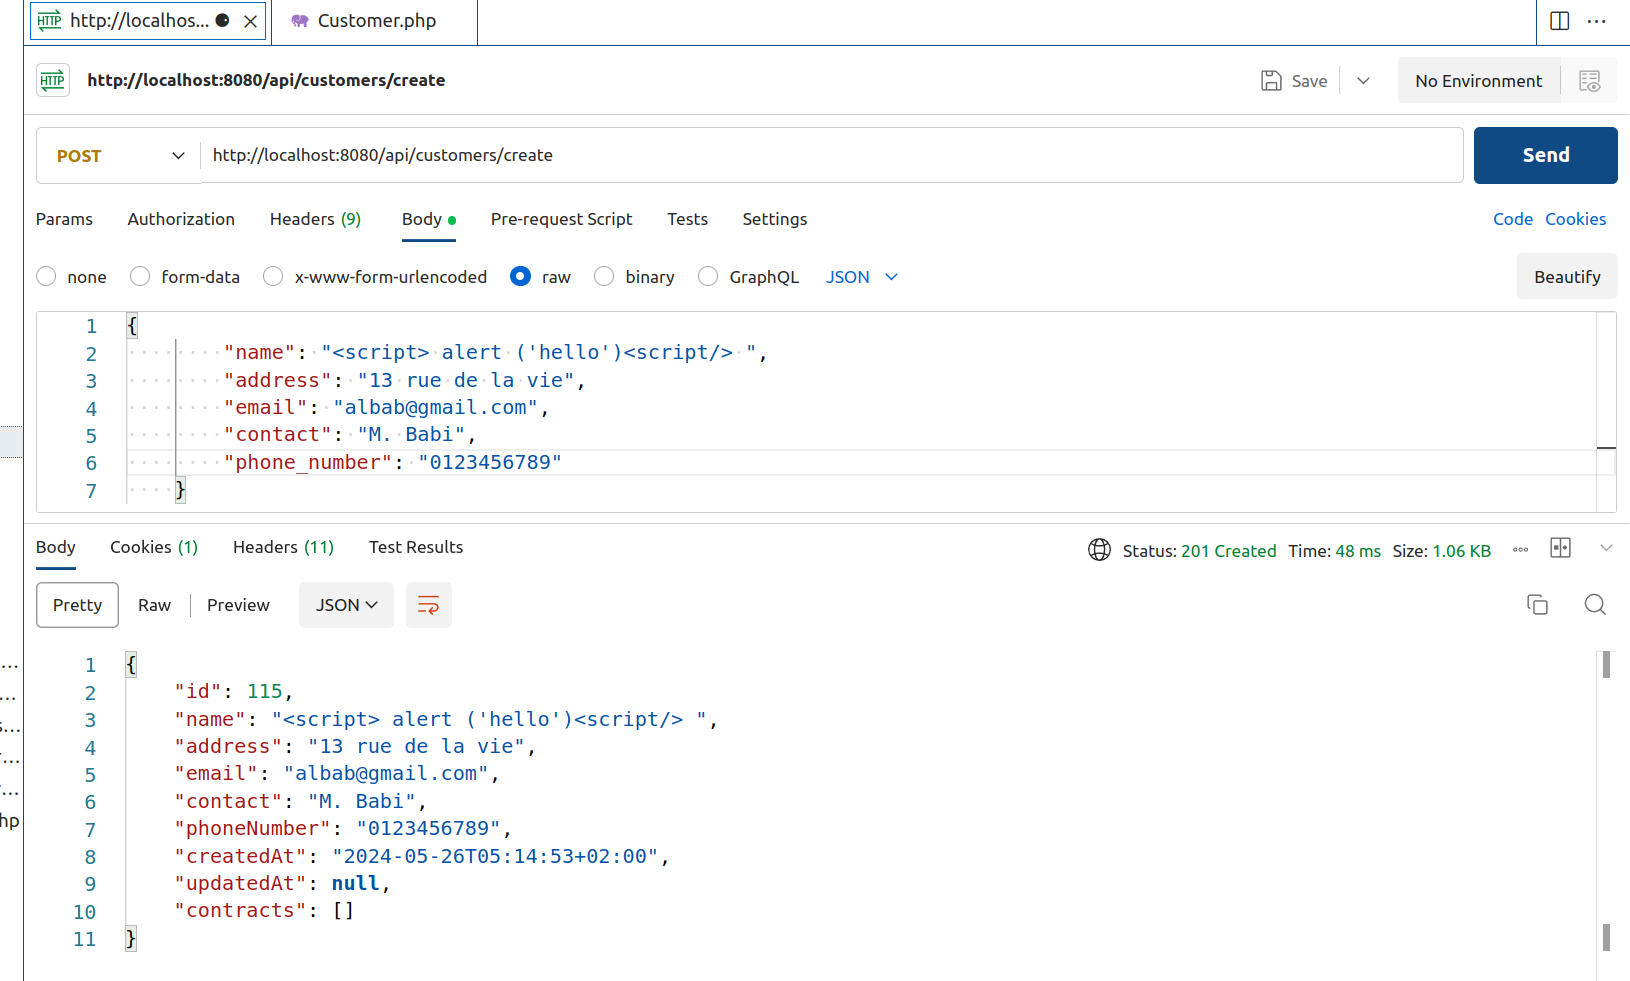 HTTP http://localhos... Customer.php ...
HTTP http://localhost:8080/api/customers/create Save No Environment
POST http://localhost:8080/api/customers/create Send
Params Authorization Headers (9) Body Pre-request Script Tests Settings Code Cookies
none form-data x-www-form-urlencoded raw binary GraphQL JSON Beautify
1 {
2 "name": "<script> alert ('hello')<script/> ",
3 "address": "13 rue de la vie",
4 "email": "albab@gmail.com",
5 "contact": "M. Babi",
6 "phone_number": "0123456789"
7 }
Body Cookies (1) Headers (11) Test Results Status: 201 Created Time: 48 ms Size: 1.06 KB
Pretty Raw Preview JSON
1 {
2 "id": 115,
3 "name": "<script> alert ('hello')<script/> ",
4 "address": "13 rue de la vie",
5 "email": "albab@gmail.com",
6 "contact": "M. Babi",
7 "phoneNumber": "0123456789",
8 "createdAt": "2024-05-26T05:14:53+02:00",
9 "updatedAt": null,
10 "contracts": []
11 }
...
...
s...
...
...
hp